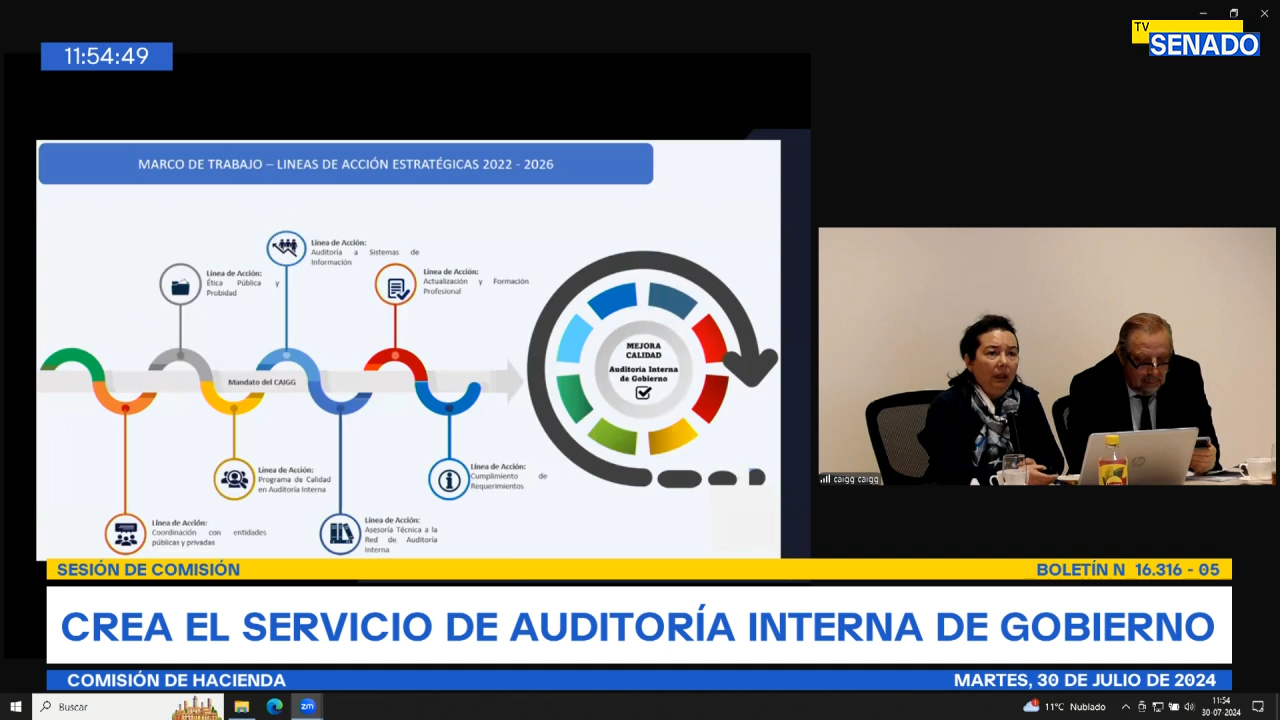 11:54:49
TV
SENADO
MARCO DE TRABAJO – LINEAS DE ACCIÓN ESTRATÉGICAS 2022 - 2026
Línea de Acción:
Auditoría a Sistemas de
Información
Línea de Acción:
Ética Pública y
Probidad
Línea de Acción:
Actualización y Formación
Profesional
MEJORA
CALIDAD
Auditoría Interna
de Gobierno
Mandato del CAIGG
Línea de Acción:
Programa de Calidad
en Auditoría Interna
Línea de Acción:
Cumplimiento de
Requerimientos
Línea de Acción:
Coordinación con entidades
públicas y privadas
Línea de Acción:
Asesoría Técnica a la
Red de Auditoría
Interna
caigg caigg
SESIÓN DE COMISIÓN
BOLETÍN N 16.316 - 05
CREA EL SERVICIO DE AUDITORÍA INTERNA DE GOBIERNO
COMISIÓN DE HACIENDA
MARTES, 30 DE JULIO DE 2024
Buscar
zm
11°C Nublado
11:54
30-07-2024